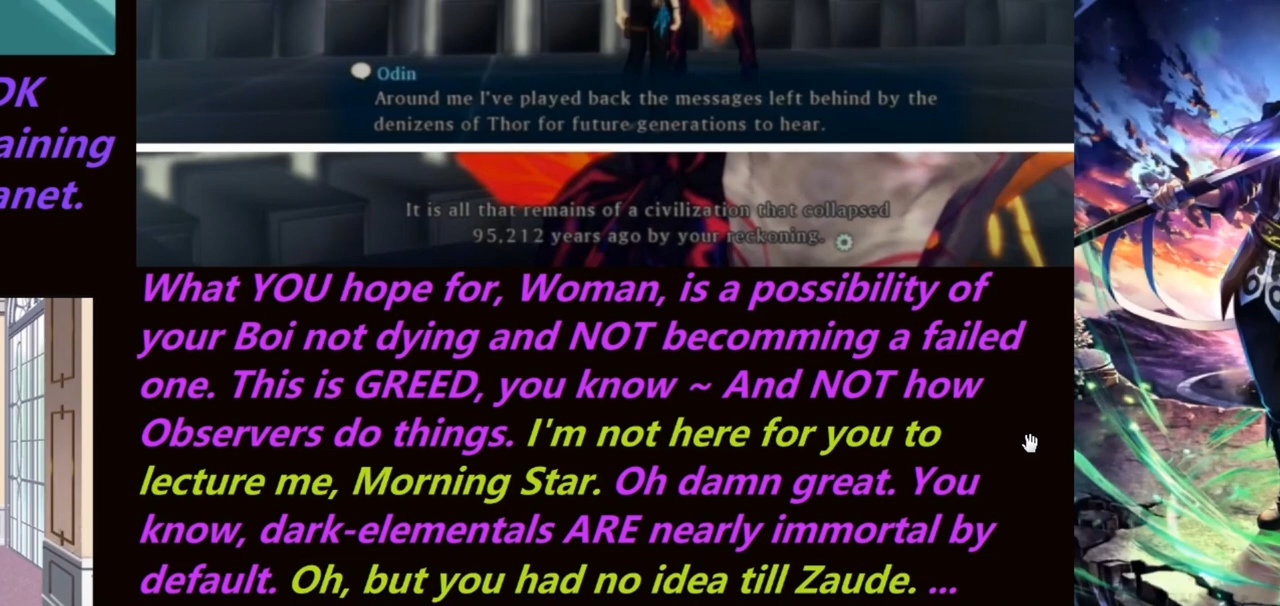 OK
aining
anet.
Odin
Around me I've played back the messages left behind by the
denizens of Thor for future generations to hear.
It is all that remains of a civilization that collapsed
95,212 years ago by your reckoning.
What YOU hope for, Woman, is a possibility of
your Boi not dying and NOT becomming a failed
one. This is GREED, you know ~ And NOT how
Observers do things. I'm not here for you to
lecture me, Morning Star. Oh damn great. You
know, dark-elementals ARE nearly immortal by
default. Oh, but you had no idea till Zaude. ...